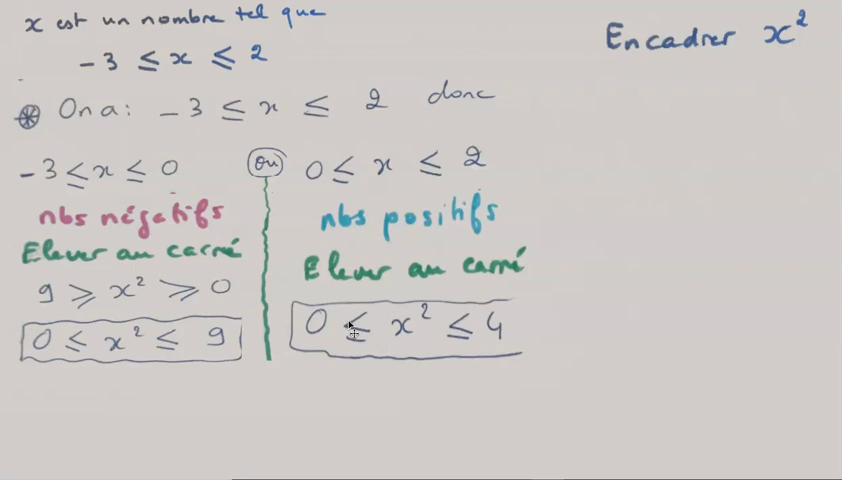 x est un nombre tel que
-3 ≤ x ≤ 2
Encadrer x²
⊛ On a: -3 ≤ x ≤ 2 donc
-3 ≤ x ≤ 0
ou
0 ≤ x ≤ 2
nbs négatifs
nbs positifs
Elever au carré
Elever au carré
9 ⩾ x² ⩾ 0
0 ≤ x² ≤ 9
0 ≤ x² ≤ 4